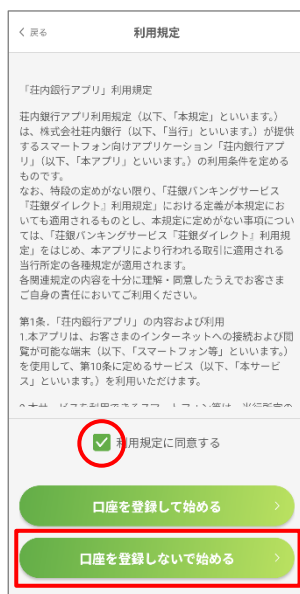 戻る
利用規定
「荘内銀行アプリ」利用規定
荘内銀行アプリ利用規定（以下、「本規定」といいます。）
は、株式会社荘内銀行（以下、「当行」といいます。）が提供
するスマートフォン向けアプリケーション「荘内銀行アプ
リ」（以下、「本アプリ」といいます。）の利用条件を定める
ものです。
なお、特段の定めがない限り、「荘銀バンキングサービス
『荘銀ダイレクト』利用規定」における定義が本規定にお
いても適用されるものとし、本規定に定めがない事項につい
ては、「荘銀バンキングサービス『荘銀ダイレクト』利用規
定」をはじめ、本アプリにより行われる取引に適用される
当行所定の各種規定が適用されます。
各関連規定の内容を十分に理解・同意したうえでお客さま
ご自身の責任においてご利用ください。
第1条.「荘内銀行アプリ」の内容および利用
1.本アプリは、お客さまのインターネットへの接続および閲
覧が可能な端末（以下、「スマートフォン等」といいます。）
を使用して、第10条に定めるサービス（以下、「本サービ
ス」といいます。）を利用いただけます。
利用規定に同意する
口座を登録して始める
口座を登録しないで始める